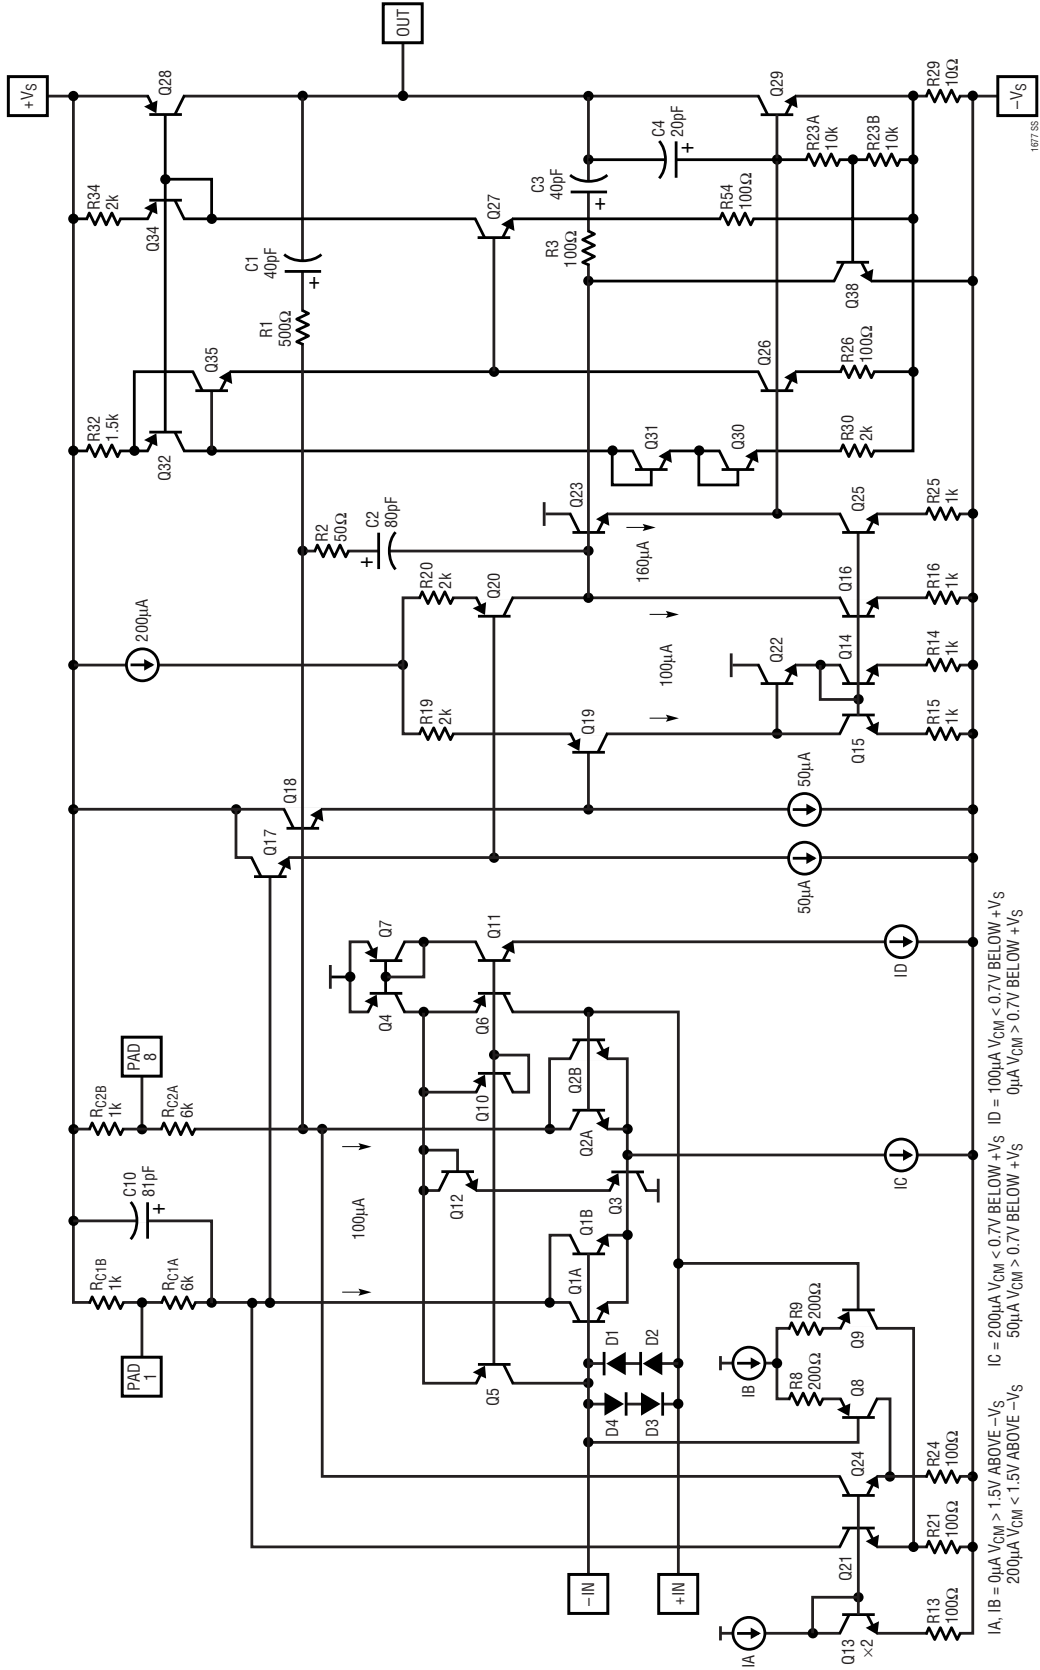 +VS
R34
2k
Q34
Q28
R32
1.5k
Q32
Q35
R1
500Ω
C1
40pF
+
OUT
Q27
C3
40pF
+
R3
100Ω
C4
20pF
+
R54
100Ω
Q29
R23A
10k
R23B
10k
R29
10Ω
−VS
1677 SS
Q38
Q26
R26
100Ω
Q31
Q30
R30
2k
200µA
R2
50Ω
+
C2
80pF
R19
2k
R20
2k
Q19
Q20
Q23
100µA
160µA
Q22
Q15
Q14
Q16
Q25
R15
1k
R14
1k
R16
1k
R25
1k
Q17
Q18
50µA
50µA
RC1B
1k
RC1A
6k
PAD
1
C10
81pF
+
RC2B
1k
RC2A
6k
PAD
8
100µA
Q4
Q7
Q5
Q12
Q10
Q6
Q11
Q1A
Q1B
Q3
Q2A
Q2B
D4
D3
D1
D2
−IN
+IN
IA
IB
IC
ID
R8
200Ω
R9
200Ω
Q8
Q9
Q13
×2
Q21
Q24
R13
100Ω
R21
100Ω
R24
100Ω
IA, IB = 0µA VCM > 1.5V ABOVE −VS
200µA VCM < 1.5V ABOVE −VS
IC = 200µA VCM < 0.7V BELOW +VS
50µA VCM > 0.7V BELOW +VS
ID = 100µA VCM < 0.7V BELOW +VS
0µA VCM > 0.7V BELOW +VS